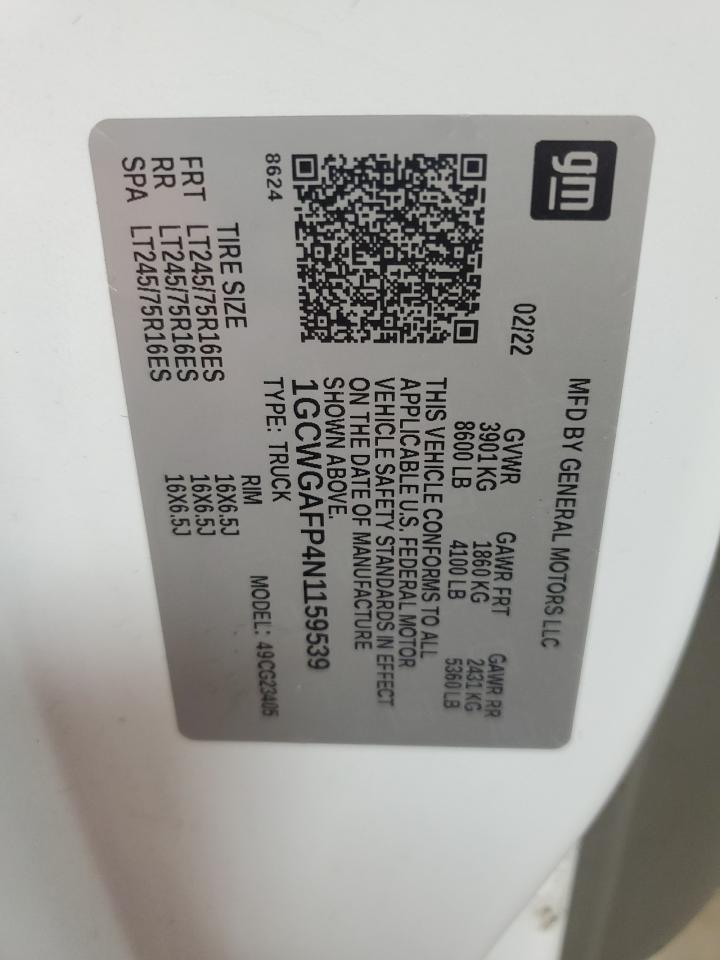 gm
MFD BY GENERAL MOTORS LLC
02/22
GVWR GAWR FRT GAWR RR
3901 KG 1860 KG 2431 KG
8600 LB 4100 LB 5360 LB
THIS VEHICLE CONFORMS TO ALL
APPLICABLE U.S. FEDERAL MOTOR
VEHICLE SAFETY STANDARDS IN EFFECT
ON THE DATE OF MANUFACTURE
SHOWN ABOVE.
1GCWGAFP4N1159539
8624
TYPE: TRUCK MODEL: 49CG23405
TIRE SIZE RIM
FRT LT245/75R16ES 16X6.5J
RR LT245/75R16ES 16X6.5J
SPA LT245/75R16ES 16X6.5J